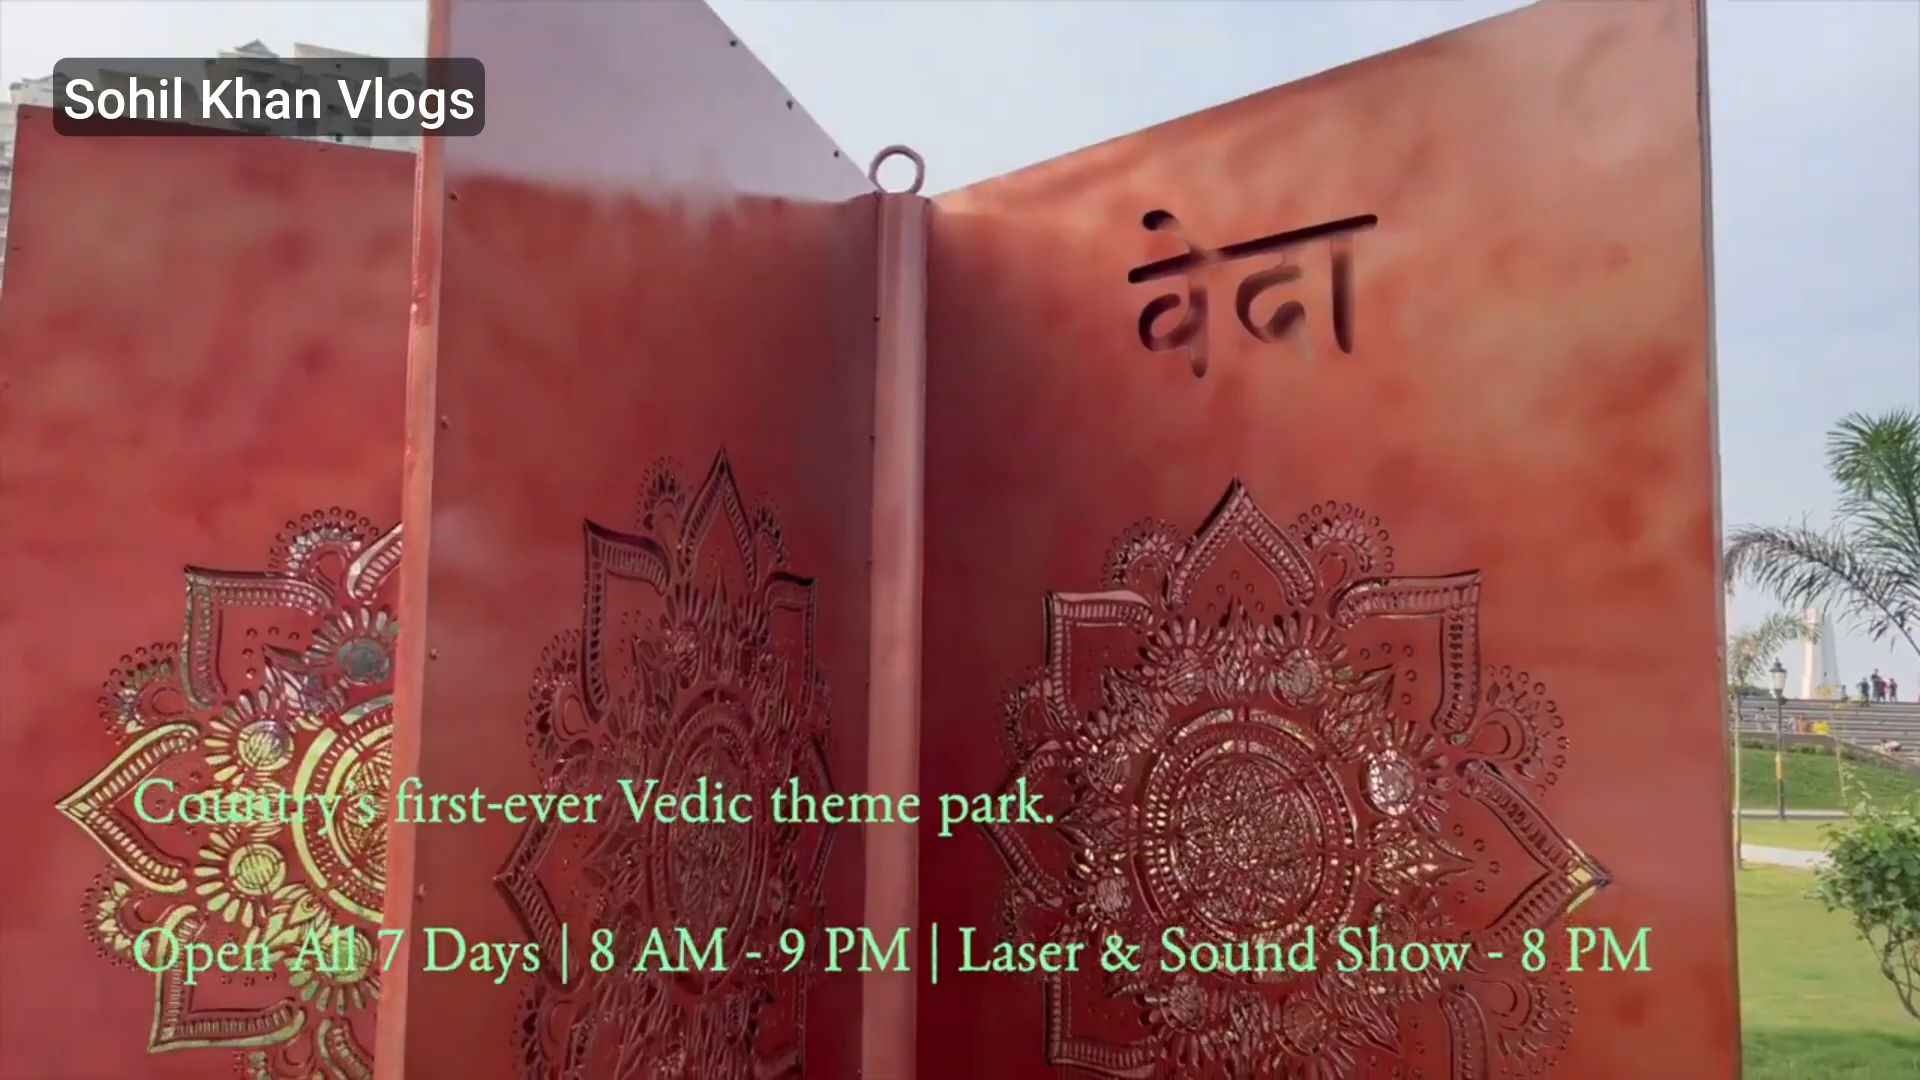 Sohil Khan Vlogs
वेदा
Country's first-ever Vedic theme park.
Open All 7 Days | 8 AM - 9 PM | Laser & Sound Show - 8 PM